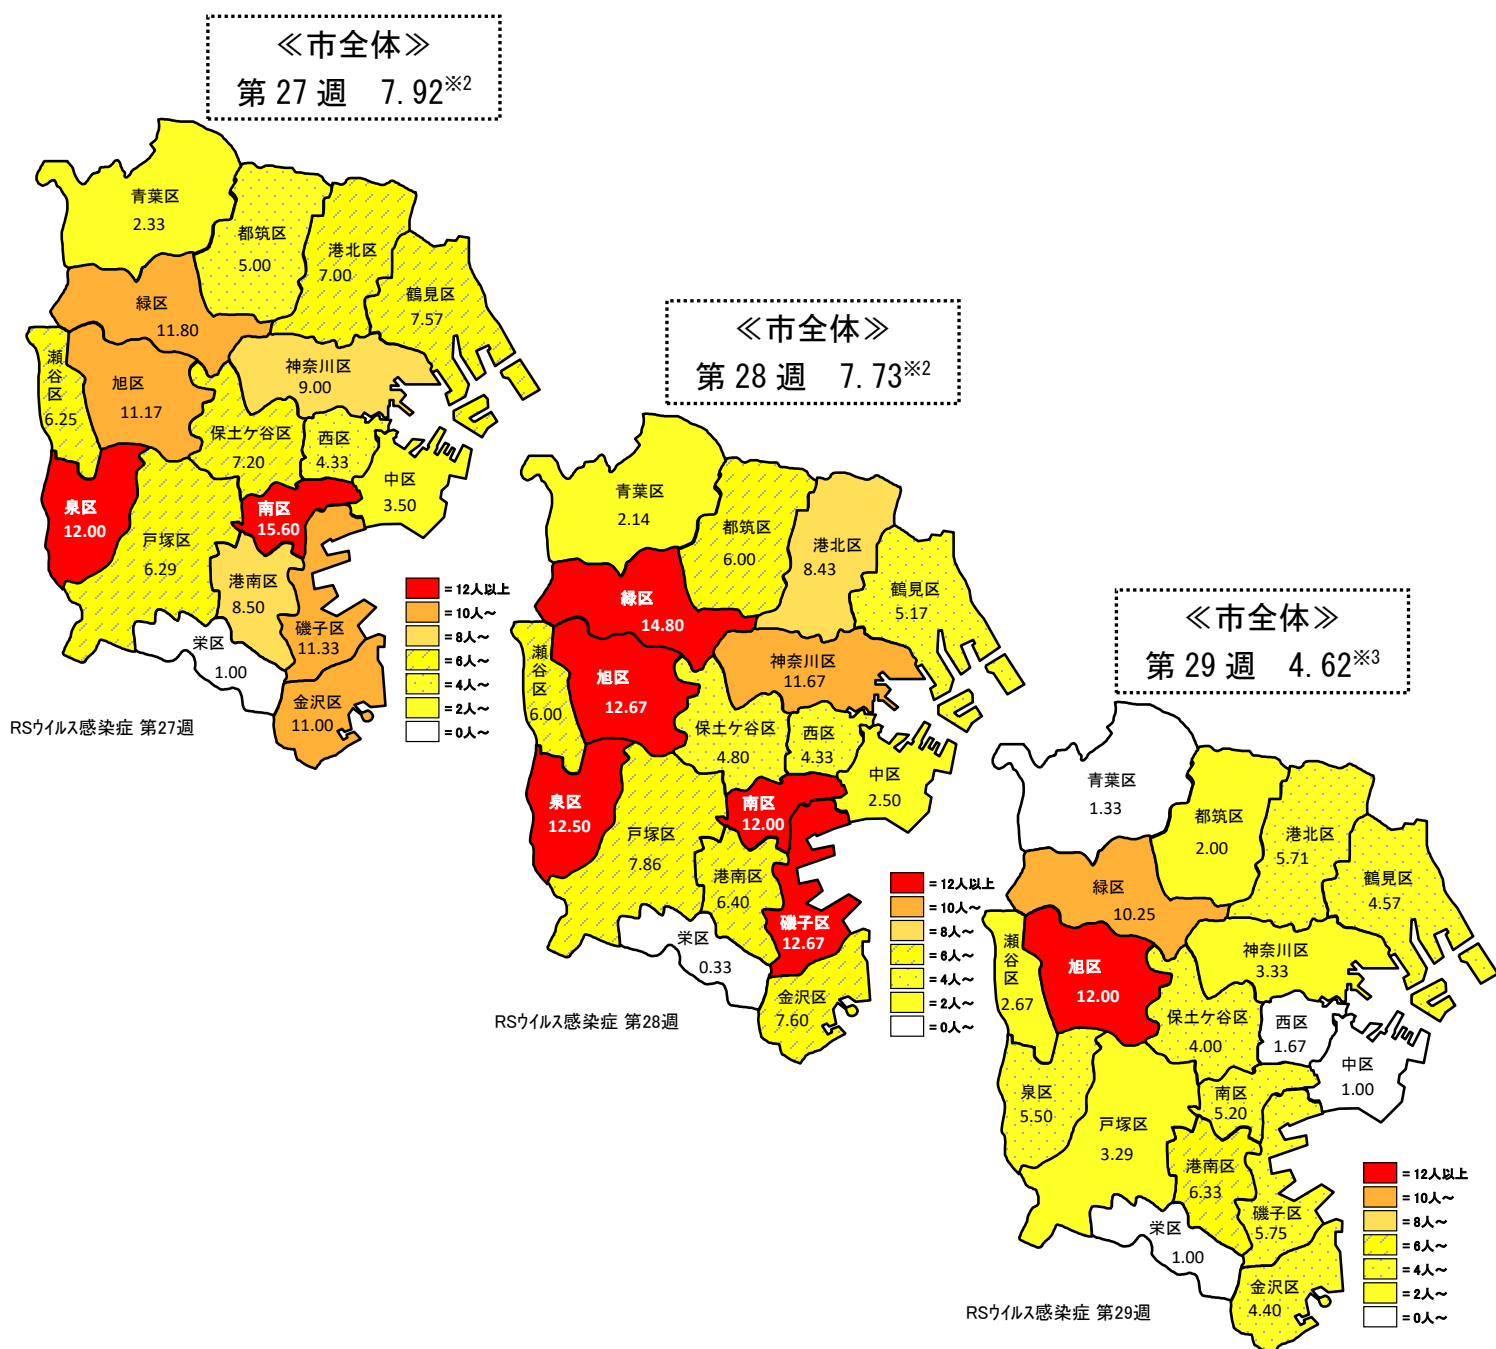 ≪市全体≫
第 27 週　7.92※2
青葉区
2.33
都筑区
5.00
港北区
7.00
鶴見区
7.57
緑区
11.80
瀬谷区
6.25
旭区
11.17
神奈川区
9.00
保土ケ谷区
7.20
西区
4.33
中区
3.50
泉区
12.00
戸塚区
6.29
南区
15.60
港南区
8.50
磯子区
11.33
栄区
1.00
金沢区
11.00
= 12人以上
= 10人～
= 8人～
= 6人～
= 4人～
= 2人～
= 0人～
RSウイルス感染症 第27週
≪市全体≫
第 28 週　7.73※2
青葉区
2.14
都筑区
6.00
港北区
8.43
鶴見区
5.17
緑区
14.80
瀬谷区
6.00
旭区
12.67
神奈川区
11.67
保土ケ谷区
4.80
西区
4.33
中区
2.50
泉区
12.50
戸塚区
7.86
南区
12.00
港南区
6.40
磯子区
12.67
栄区
0.33
金沢区
7.60
= 12人以上
= 10人～
= 8人～
= 6人～
= 4人～
= 2人～
= 0人～
RSウイルス感染症 第28週
≪市全体≫
第 29 週　4.62※3
青葉区
1.33
都筑区
2.00
港北区
5.71
鶴見区
4.57
緑区
10.25
瀬谷区
2.67
旭区
12.00
神奈川区
3.33
保土ケ谷区
4.00
西区
1.67
中区
1.00
泉区
5.50
戸塚区
3.29
南区
5.20
港南区
6.33
磯子区
5.75
栄区
1.00
金沢区
4.40
= 12人以上
= 10人～
= 8人～
= 6人～
= 4人～
= 2人～
= 0人～
RSウイルス感染症 第29週